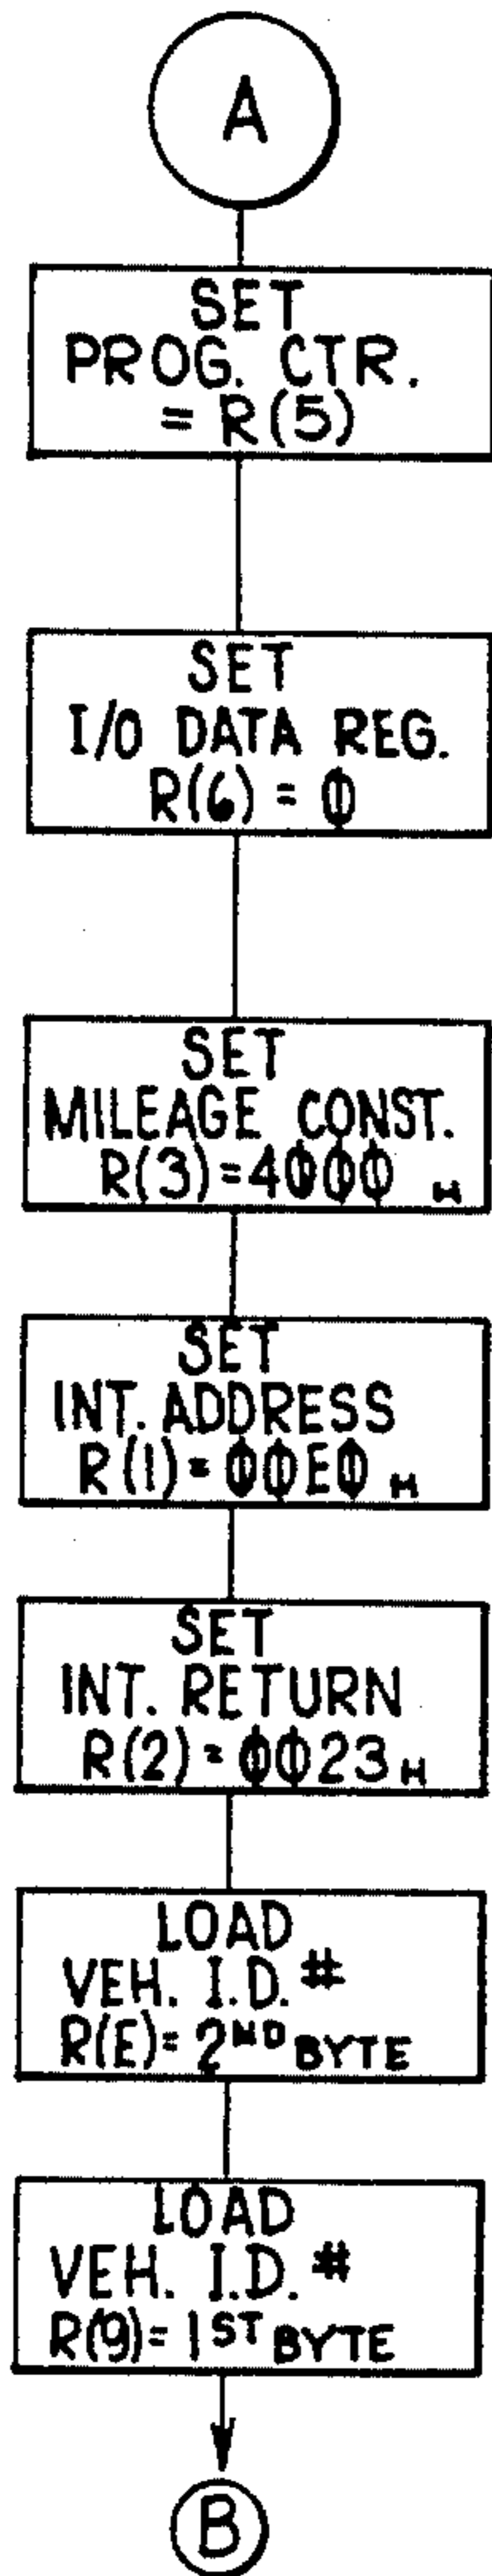 A
SET
PROG. CTR.
= R(5)
SET
I/O DATA REG.
R(6) = Φ
SET
MILEAGE CONST.
R(3)=4ΦΦΦ H
SET
INT. ADDRESS
R(1)= ΦΦEΦ H
SET
INT. RETURN
R(2)= ΦΦ23 H
LOAD
VEH. I.D. #
R(E)= 2ND BYTE
LOAD
VEH. I.D. #
R(9)= 1ST BYTE
B